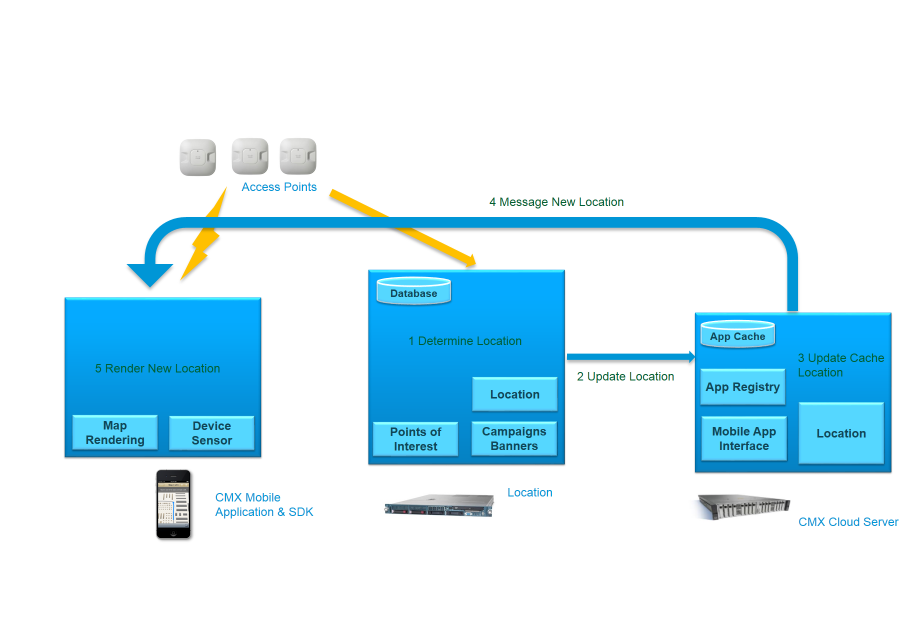 Access Points
4 Message New Location
Database
1 Determine Location
Location
Points of
Interest
Campaigns
Banners
5 Render New Location
Map
Rendering
Device
Sensor
2 Update Location
App Cache
3 Update Cache
Location
App Registry
Mobile App
Interface
Location
CMX Mobile
Application & SDK
Location
CMX Cloud Server